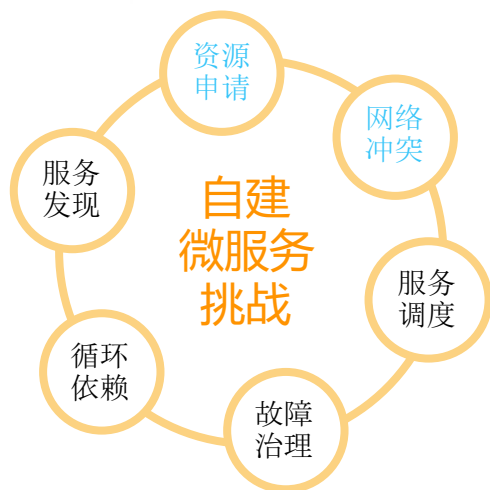 资源
申请
网络
冲突
服务
发现
自建
微服务
挑战
服务
调度
循环
依赖
故障
治理